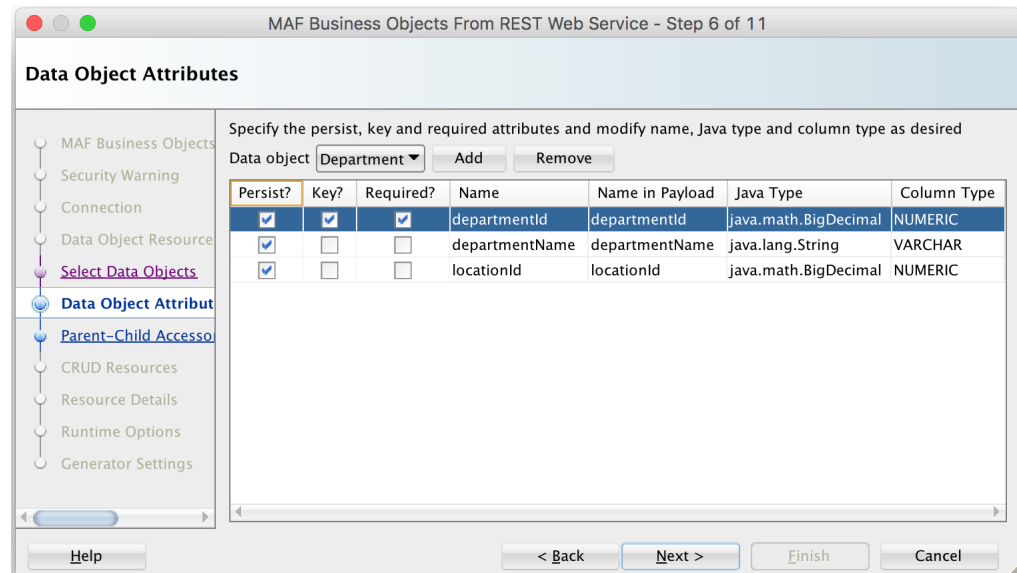 MAF Business Objects From REST Web Service - Step 6 of 11
Data Object Attributes
MAF Business Objects
Security Warning
Connection
Data Object Resource
Select Data Objects
Data Object Attribut
Parent-Child Accesso
CRUD Resources
Resource Details
Runtime Options
Generator Settings
Specify the persist, key and required attributes and modify name, Java type and column type as desired
Data object Department Add Remove
Persist? Key? Required? Name Name in Payload Java Type Column Type
departmentId departmentId java.math.BigDecimal NUMERIC
departmentName departmentName java.lang.String VARCHAR
locationId locationId java.math.BigDecimal NUMERIC
Help < Back Next > Finish Cancel